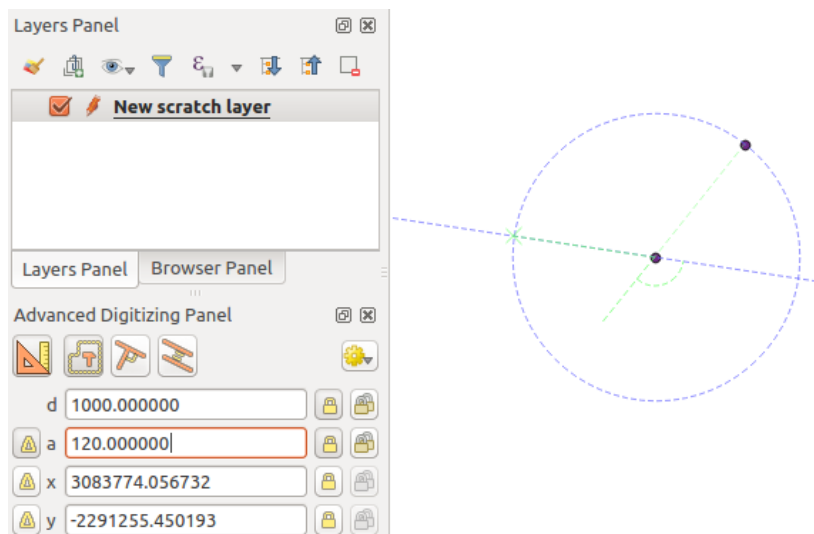 Layers Panel
New scratch layer
Layers Panel Browser Panel
Advanced Digitizing Panel
d 1000.000000
a 120.000000
x 3083774.056732
y -2291255.450193